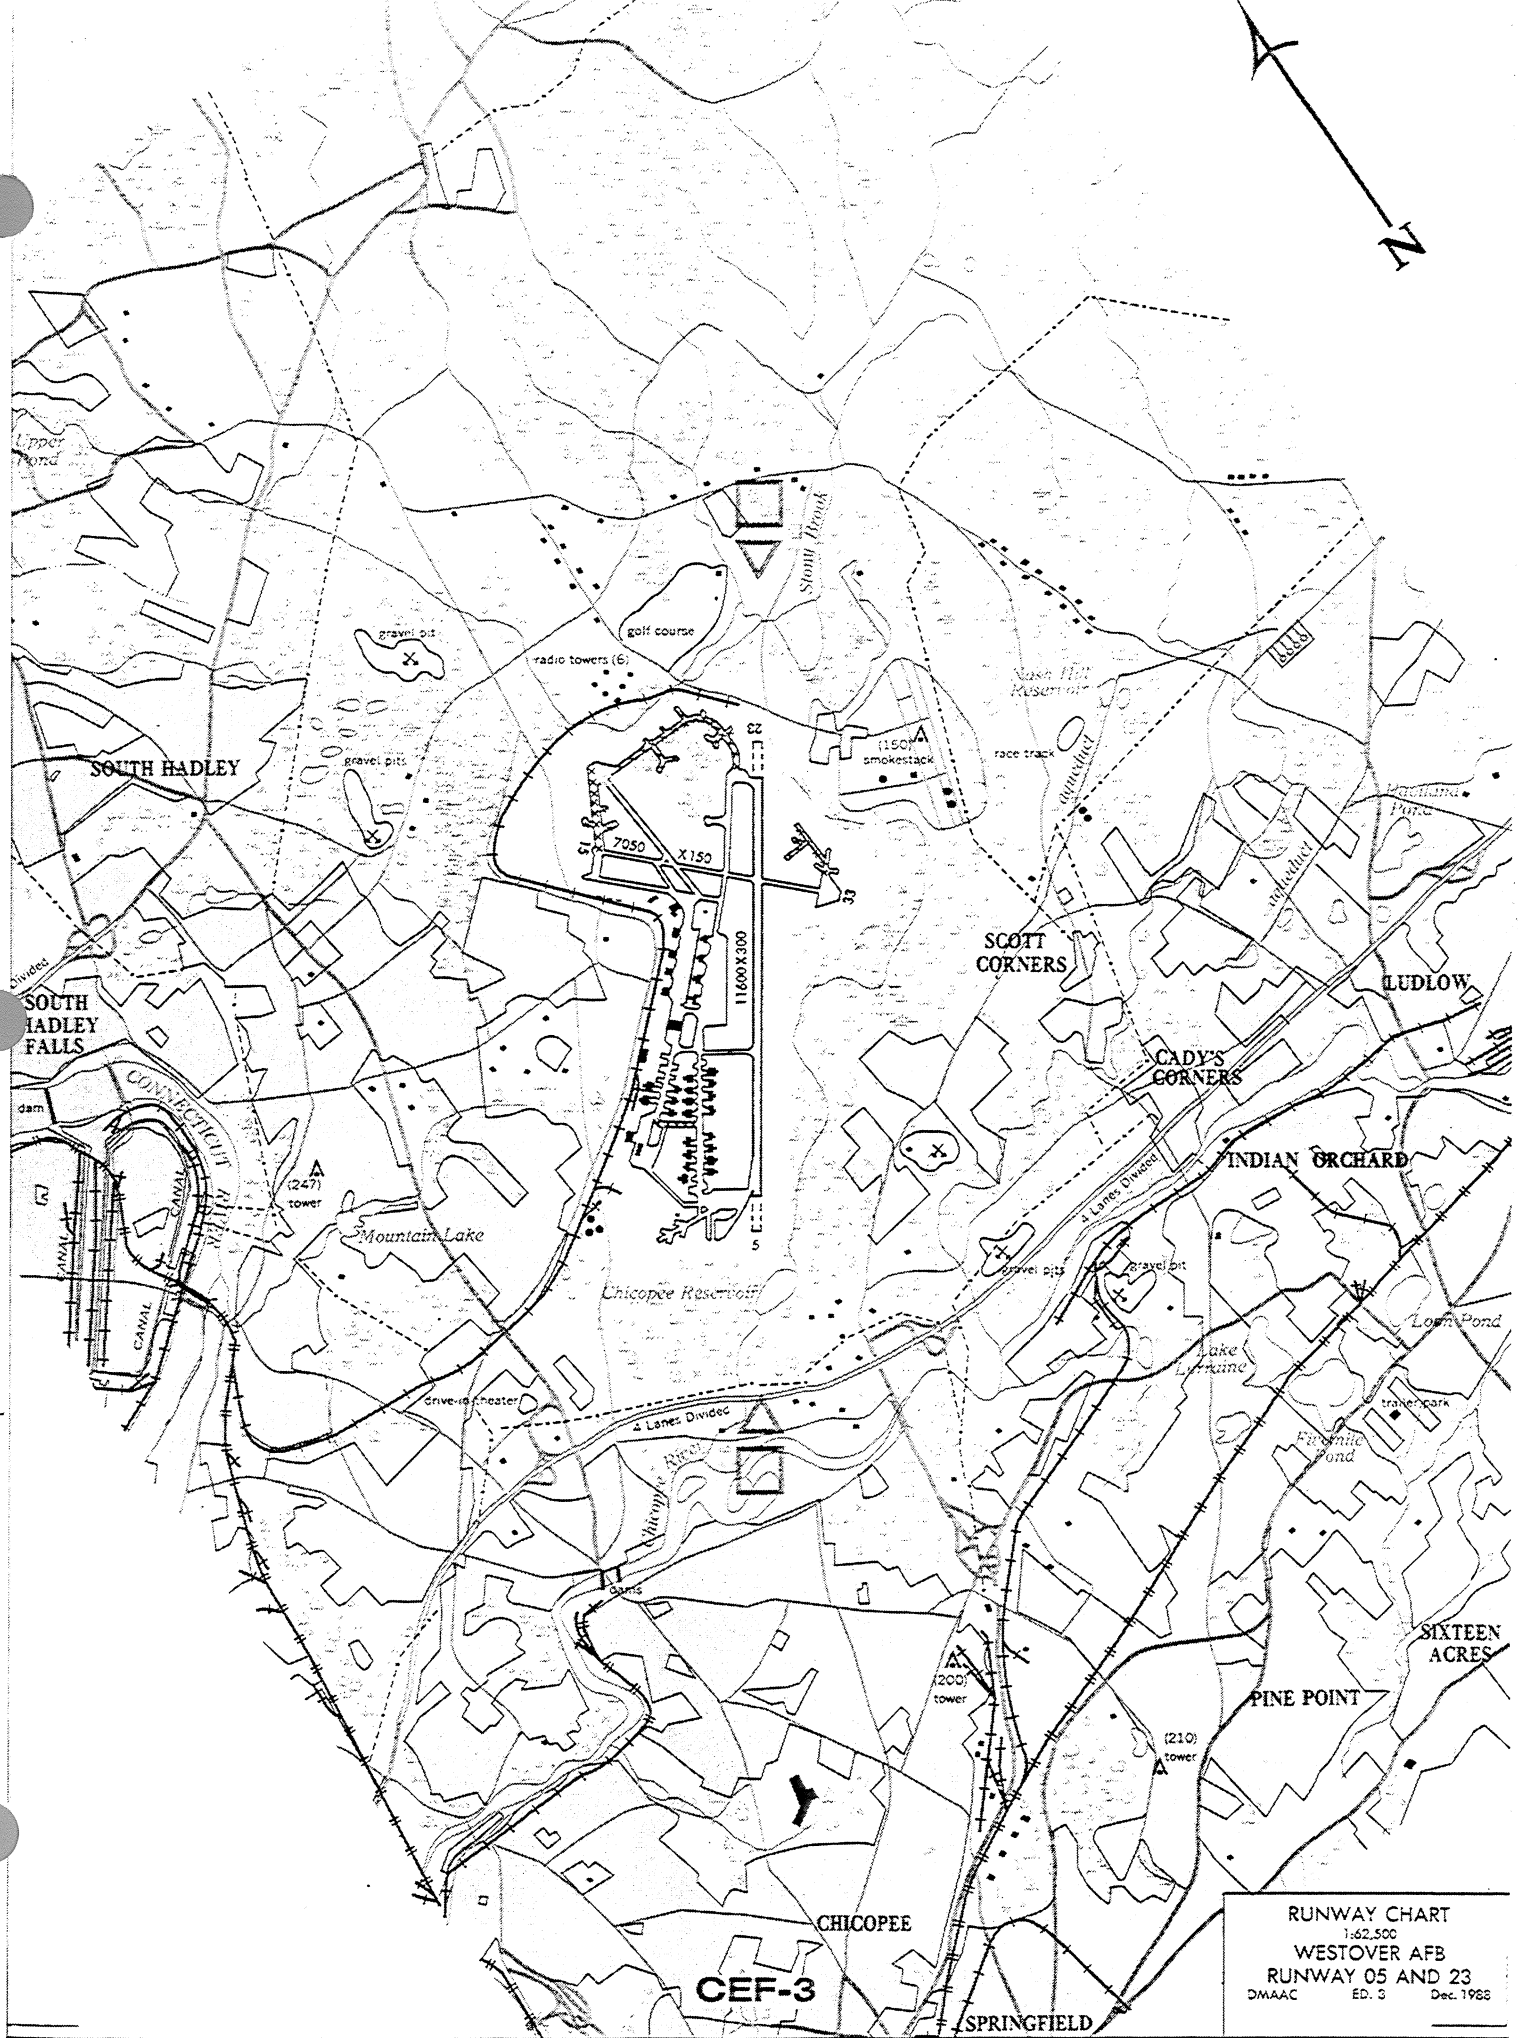 N
Upper
Pond
Stony Brook
gravel pit
golf course
radio towers (6)
Nash Hill
Reservoir
23
(150)
smokestack
race track
aqueduct
SOUTH HADLEY
gravel pits
Haviland
Pond
15
7050
X 150
33
aqueduct
11600 X 300
SCOTT
CORNERS
Divided
LUDLOW
SOUTH
HADLEY
FALLS
CADY'S
CORNERS
CONNECTICUT
RIVER
dam
CANAL
INDIAN ORCHARD
4 Lanes Divided
(247)
tower
Mountain Lake
CANAL
5
gravel pits
gravel pit
Chicopee Reservoir
CANAL
Loon Pond
Lake
Lorraine
drive-in theater
4 Lanes Divided
trailer park
Fivemile
Pond
Chicopee River
dams
SIXTEEN
ACRES
(200)
tower
PINE POINT
(210)
tower
CHICOPEE
CEF-3
SPRINGFIELD
RUNWAY CHART
1:62,500
WESTOVER AFB
RUNWAY 05 AND 23
DMAAC ED. 3 Dec. 1988